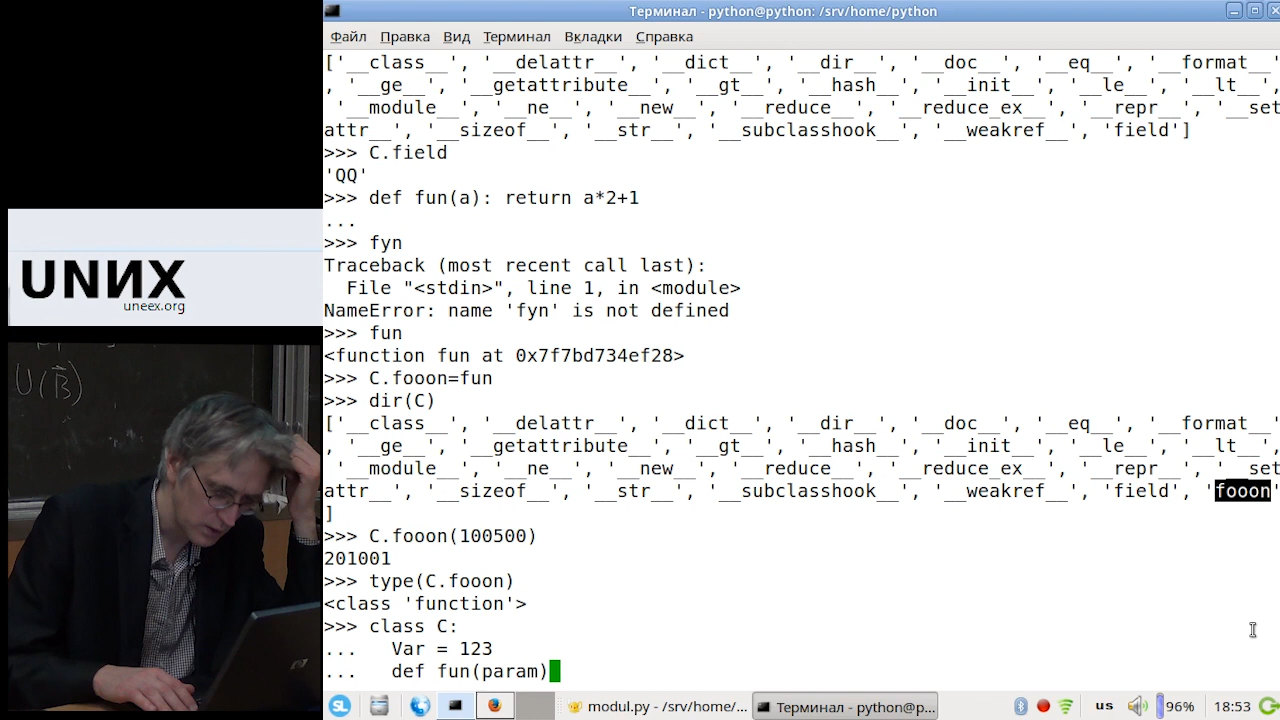 Терминал - python@python: /srv/home/python
Файл Правка Вид Терминал Вкладки Справка
['__class__', '__delattr__', '__dict__', '__dir__', '__doc__', '__eq__', '__format__'
, '__ge__', '__getattribute__', '__gt__', '__hash__', '__init__', '__le__', '__lt__',
 '__module__', '__ne__', '__new__', '__reduce__', '__reduce_ex__', '__repr__', '__set
attr__', '__sizeof__', '__str__', '__subclasshook__', '__weakref__', 'field']
>>> C.field
'QQ'
>>> def fun(a): return a*2+1
...
>>> fyn
Traceback (most recent call last):
  File "<stdin>", line 1, in <module>
NameError: name 'fyn' is not defined
>>> fun
<function fun at 0x7f7bd734ef28>
>>> C.fooon=fun
>>> dir(C)
['__class__', '__delattr__', '__dict__', '__dir__', '__doc__', '__eq__', '__format__'
, '__ge__', '__getattribute__', '__gt__', '__hash__', '__init__', '__le__', '__lt__',
 '__module__', '__ne__', '__new__', '__reduce__', '__reduce_ex__', '__repr__', '__set
attr__', '__sizeof__', '__str__', '__subclasshook__', '__weakref__', 'field', 'fooon'
]
>>> C.fooon(100500)
201001
>>> type(C.fooon)
<class 'function'>
>>> class C:
...   Var = 123
...   def fun(param)
modul.py - /srv/home/... Терминал - python@p... us 96% 18:53
UNИX
uneex.org
U(B⃗)